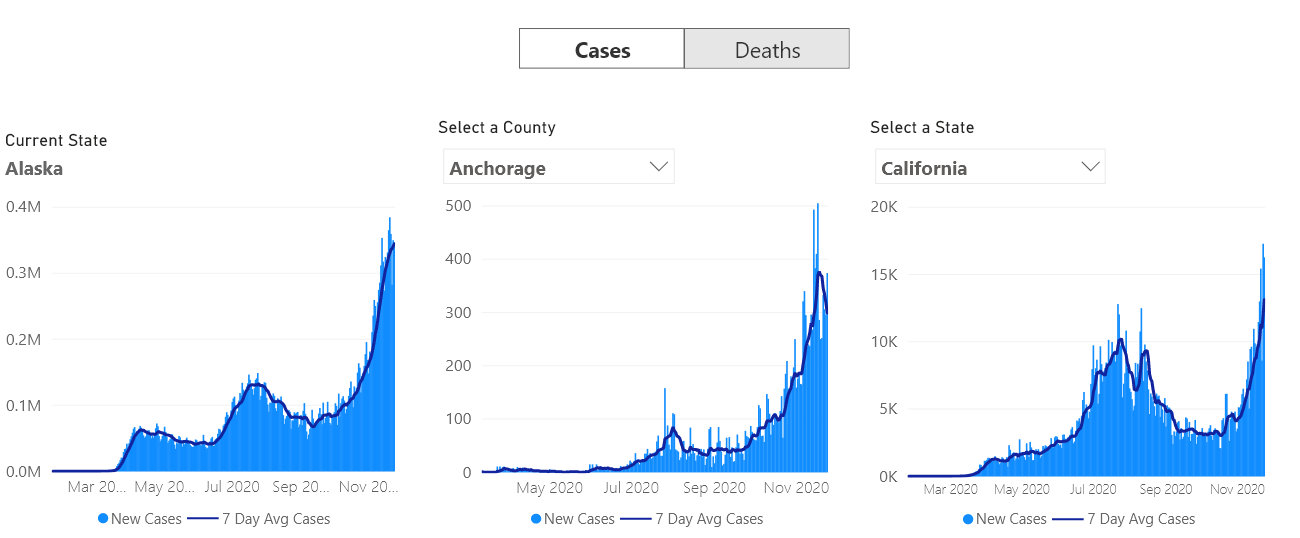 Cases Deaths
Current State
Alaska
0.4M
0.3M
0.2M
0.1M
0.0M
Mar 20... May 20... Jul 2020 Sep 20... Nov 20...
New Cases 7 Day Avg Cases
Select a County
Anchorage
500
400
300
200
100
0
May 2020 Jul 2020 Sep 2020 Nov 2020
New Cases 7 Day Avg Cases
Select a State
California
20K
15K
10K
5K
0K
Mar 2020 May 2020 Jul 2020 Sep 2020 Nov 2020
New Cases 7 Day Avg Cases